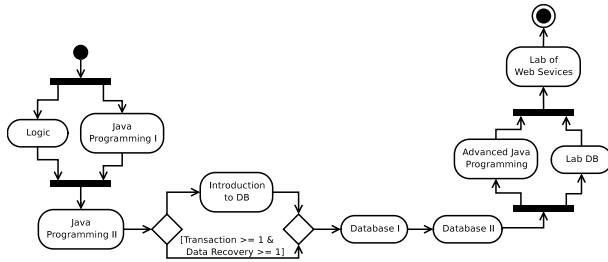 Logic
Java
Programming I
Java
Programming II
Introduction
to DB
[Transaction >= 1 &
Data Recovery >= 1]
Database I
Database II
Advanced Java
Programming
Lab DB
Lab of
Web Sevices